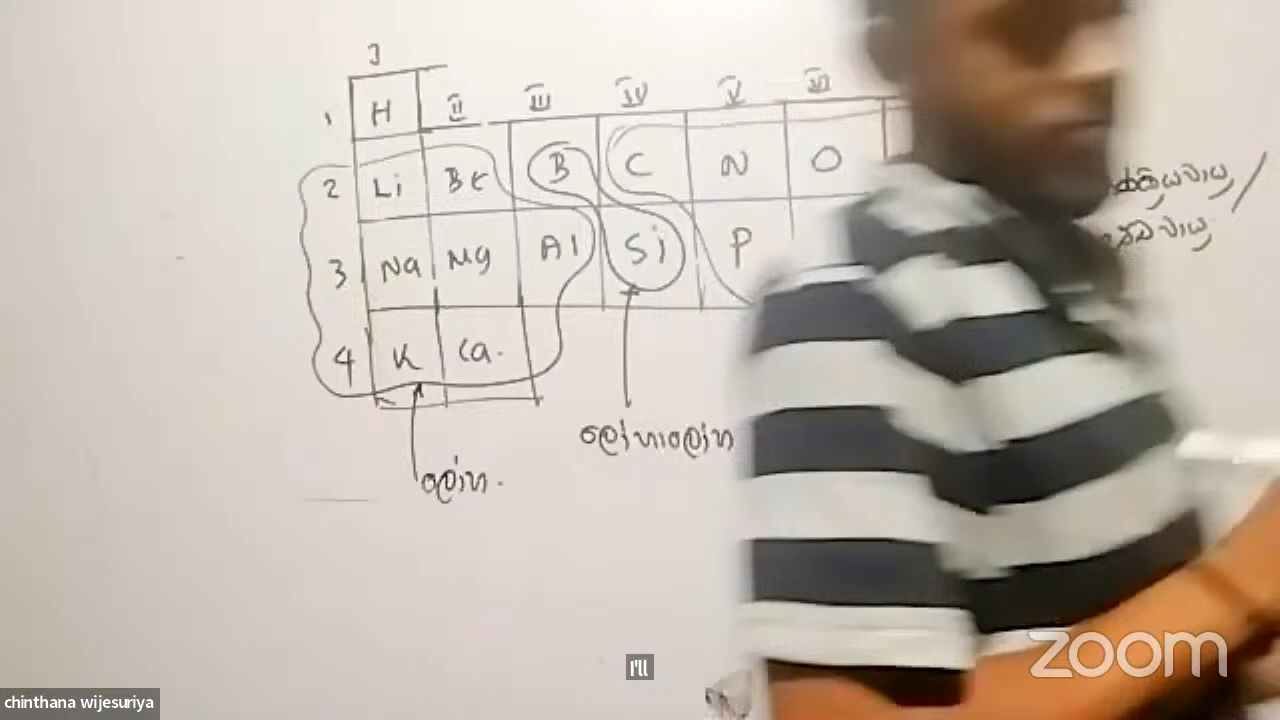 I
1 H II III IV V VI
2 Li Be B C N O
3 Na Mg Al Si P
4 K Ca.
ලෝහාලෝහ
ලෝහ.
I'll
zoom
chinthana wijesuriya